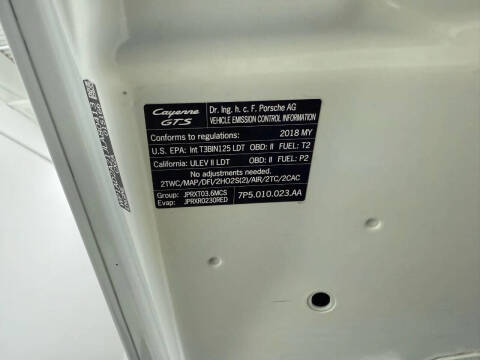 Cayenne GTS
Dr. Ing. h. c. F. Porsche AG
VEHICLE EMISSION CONTROL INFORMATION
Conforms to regulations: 2018 MY
U.S. EPA: Int T3BIN125 LDT OBD: II FUEL: T2
California: ULEV II LDT OBD: II FUEL: P2
No adjustments needed.
2TWC/MAP/DFI/2HO2S(2)/AIR/2TC/2CAC
Group: JPRXT03.6MCS
Evap: JPRXR0230RED
7P5.010.023.AA